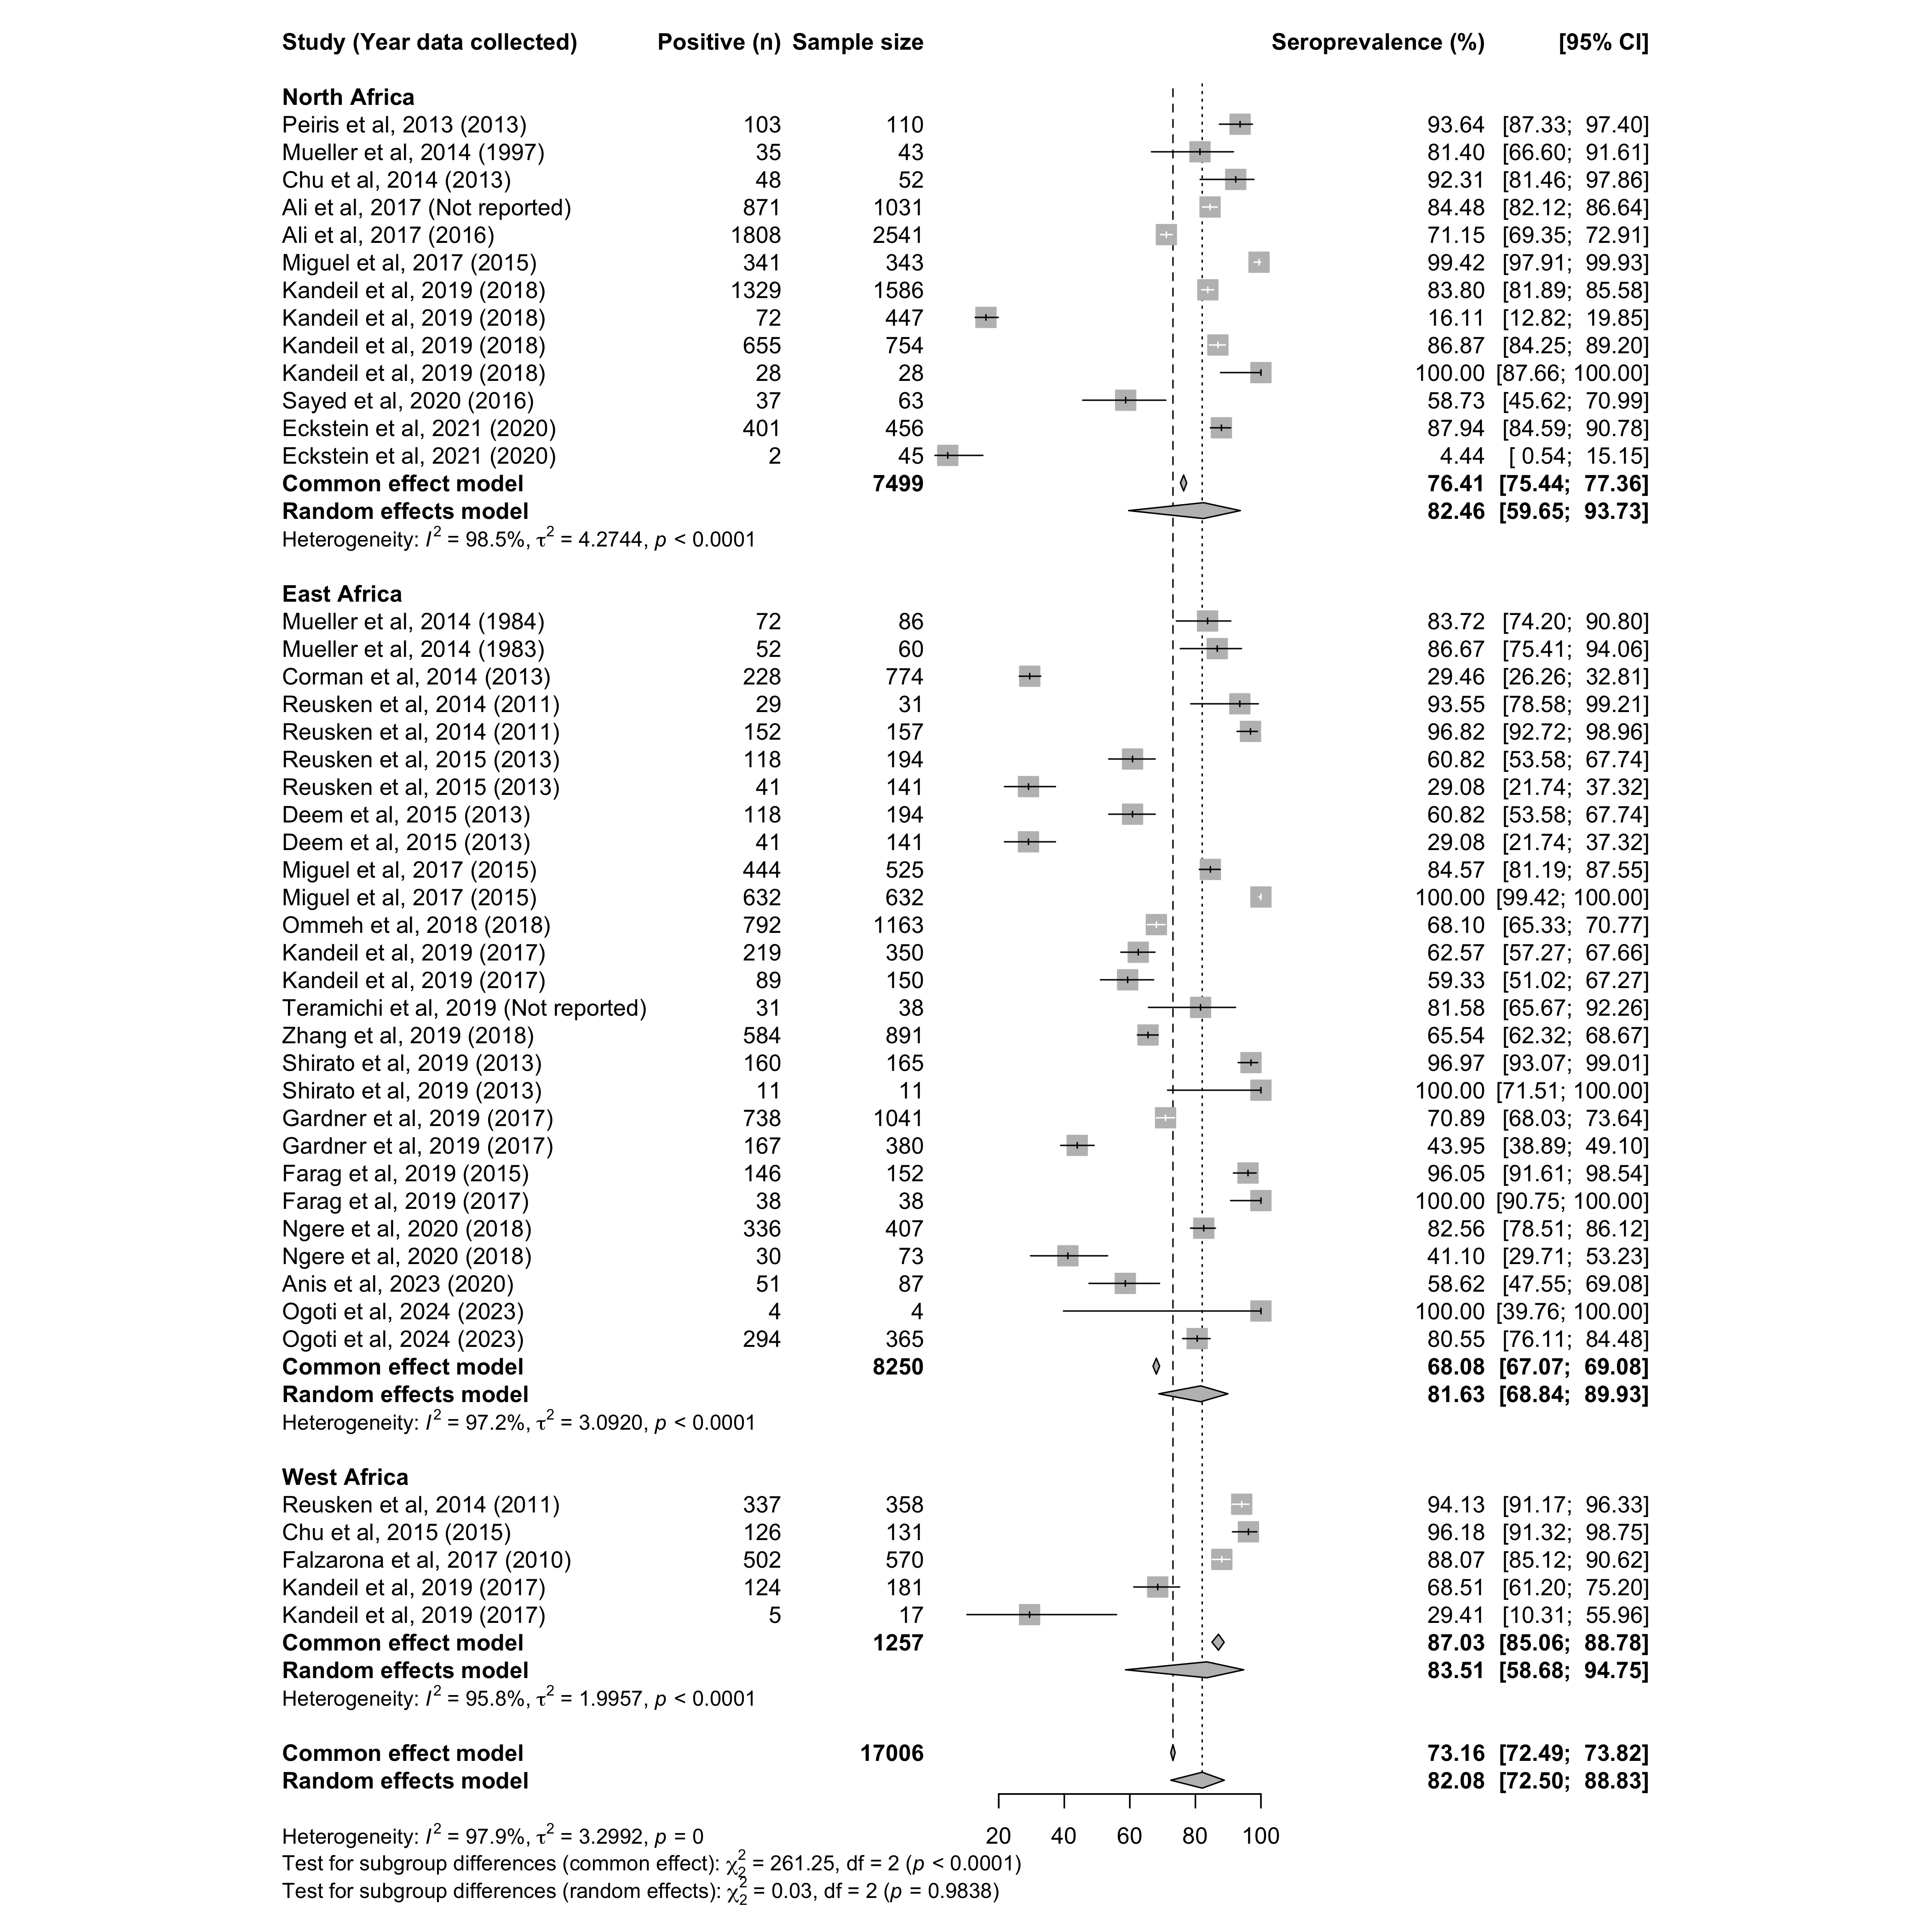 Study (Year data collected) Positive (n) Sample size Seroprevalence (%) [95% CI]
North Africa
Peiris et al, 2013 (2013) 103 110 93.64 [87.33; 97.40]
Mueller et al, 2014 (1997) 35 43 81.40 [66.60; 91.61]
Chu et al, 2014 (2013) 48 52 92.31 [81.46; 97.86]
Ali et al, 2017 (Not reported) 871 1031 84.48 [82.12; 86.64]
Ali et al, 2017 (2016) 1808 2541 71.15 [69.35; 72.91]
Miguel et al, 2017 (2015) 341 343 99.42 [97.91; 99.93]
Kandeil et al, 2019 (2018) 1329 1586 83.80 [81.89; 85.58]
Kandeil et al, 2019 (2018) 72 447 16.11 [12.82; 19.85]
Kandeil et al, 2019 (2018) 655 754 86.87 [84.25; 89.20]
Kandeil et al, 2019 (2018) 28 28 100.00 [87.66; 100.00]
Sayed et al, 2020 (2016) 37 63 58.73 [45.62; 70.99]
Eckstein et al, 2021 (2020) 401 456 87.94 [84.59; 90.78]
Eckstein et al, 2021 (2020) 2 45 4.44 [ 0.54; 15.15]
Common effect model 7499 76.41 [75.44; 77.36]
Random effects model 82.46 [59.65; 93.73]
Heterogeneity: I² = 98.5%, τ² = 4.2744, p < 0.0001
East Africa
Mueller et al, 2014 (1984) 72 86 83.72 [74.20; 90.80]
Mueller et al, 2014 (1983) 52 60 86.67 [75.41; 94.06]
Corman et al, 2014 (2013) 228 774 29.46 [26.26; 32.81]
Reusken et al, 2014 (2011) 29 31 93.55 [78.58; 99.21]
Reusken et al, 2014 (2011) 152 157 96.82 [92.72; 98.96]
Reusken et al, 2015 (2013) 118 194 60.82 [53.58; 67.74]
Reusken et al, 2015 (2013) 41 141 29.08 [21.74; 37.32]
Deem et al, 2015 (2013) 118 194 60.82 [53.58; 67.74]
Deem et al, 2015 (2013) 41 141 29.08 [21.74; 37.32]
Miguel et al, 2017 (2015) 444 525 84.57 [81.19; 87.55]
Miguel et al, 2017 (2015) 632 632 100.00 [99.42; 100.00]
Ommeh et al, 2018 (2018) 792 1163 68.10 [65.33; 70.77]
Kandeil et al, 2019 (2017) 219 350 62.57 [57.27; 67.66]
Kandeil et al, 2019 (2017) 89 150 59.33 [51.02; 67.27]
Teramichi et al, 2019 (Not reported) 31 38 81.58 [65.67; 92.26]
Zhang et al, 2019 (2018) 584 891 65.54 [62.32; 68.67]
Shirato et al, 2019 (2013) 160 165 96.97 [93.07; 99.01]
Shirato et al, 2019 (2013) 11 11 100.00 [71.51; 100.00]
Gardner et al, 2019 (2017) 738 1041 70.89 [68.03; 73.64]
Gardner et al, 2019 (2017) 167 380 43.95 [38.89; 49.10]
Farag et al, 2019 (2015) 146 152 96.05 [91.61; 98.54]
Farag et al, 2019 (2017) 38 38 100.00 [90.75; 100.00]
Ngere et al, 2020 (2018) 336 407 82.56 [78.51; 86.12]
Ngere et al, 2020 (2018) 30 73 41.10 [29.71; 53.23]
Anis et al, 2023 (2020) 51 87 58.62 [47.55; 69.08]
Ogoti et al, 2024 (2023) 4 4 100.00 [39.76; 100.00]
Ogoti et al, 2024 (2023) 294 365 80.55 [76.11; 84.48]
Common effect model 8250 68.08 [67.07; 69.08]
Random effects model 81.63 [68.84; 89.93]
Heterogeneity: I² = 97.2%, τ² = 3.0920, p < 0.0001
West Africa
Reusken et al, 2014 (2011) 337 358 94.13 [91.17; 96.33]
Chu et al, 2015 (2015) 126 131 96.18 [91.32; 98.75]
Falzarona et al, 2017 (2010) 502 570 88.07 [85.12; 90.62]
Kandeil et al, 2019 (2017) 124 181 68.51 [61.20; 75.20]
Kandeil et al, 2019 (2017) 5 17 29.41 [10.31; 55.96]
Common effect model 1257 87.03 [85.06; 88.78]
Random effects model 83.51 [58.68; 94.75]
Heterogeneity: I² = 95.8%, τ² = 1.9957, p < 0.0001
Common effect model 17006 73.16 [72.49; 73.82]
Random effects model 82.08 [72.50; 88.83]
20 40 60 80 100
Heterogeneity: I² = 97.9%, τ² = 3.2992, p = 0
Test for subgroup differences (common effect): χ²₂ = 261.25, df = 2 (p < 0.0001)
Test for subgroup differences (random effects): χ²₂ = 0.03, df = 2 (p = 0.9838)